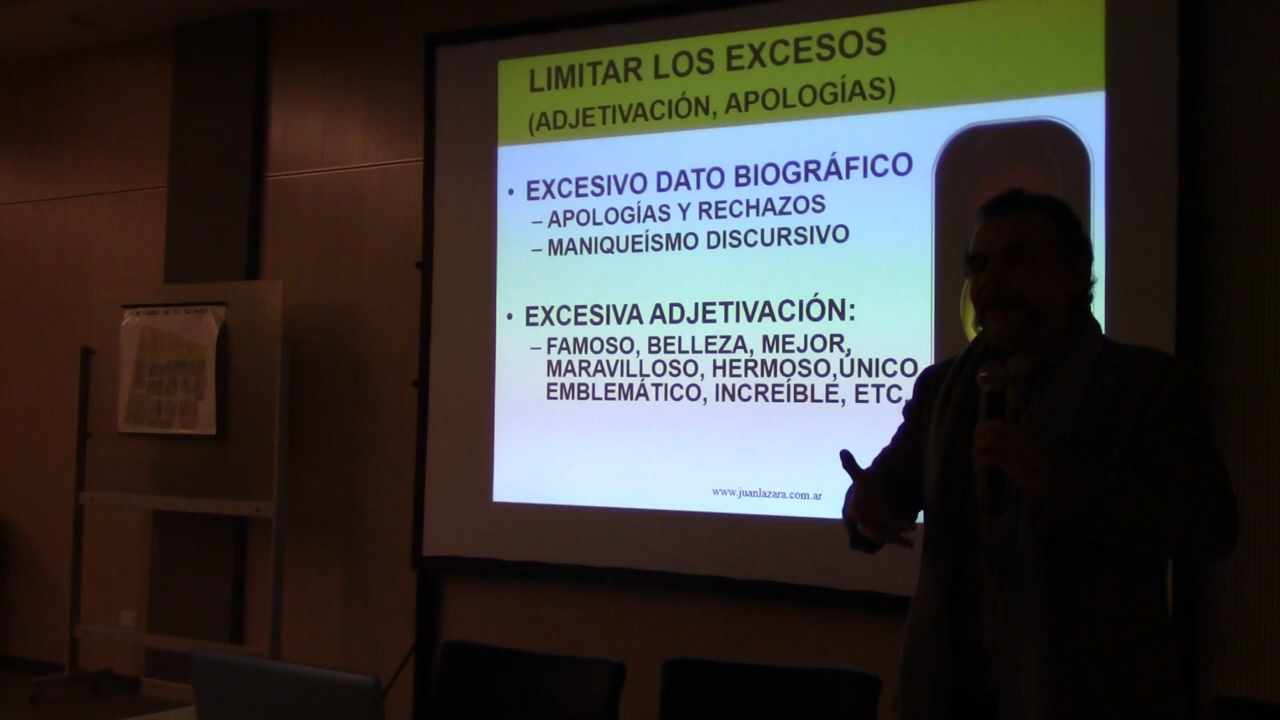 LIMITAR LOS EXCESOS
(ADJETIVACIÓN, APOLOGÍAS)
• EXCESIVO DATO BIOGRÁFICO
– APOLOGÍAS Y RECHAZOS
– MANIQUEÍSMO DISCURSIVO
• EXCESIVA ADJETIVACIÓN:
– FAMOSO, BELLEZA, MEJOR,
MARAVILLOSO, HERMOSO,ÚNICO
EMBLEMÁTICO, INCREÍBLE, ETC.
www.juanlazara.com.ar